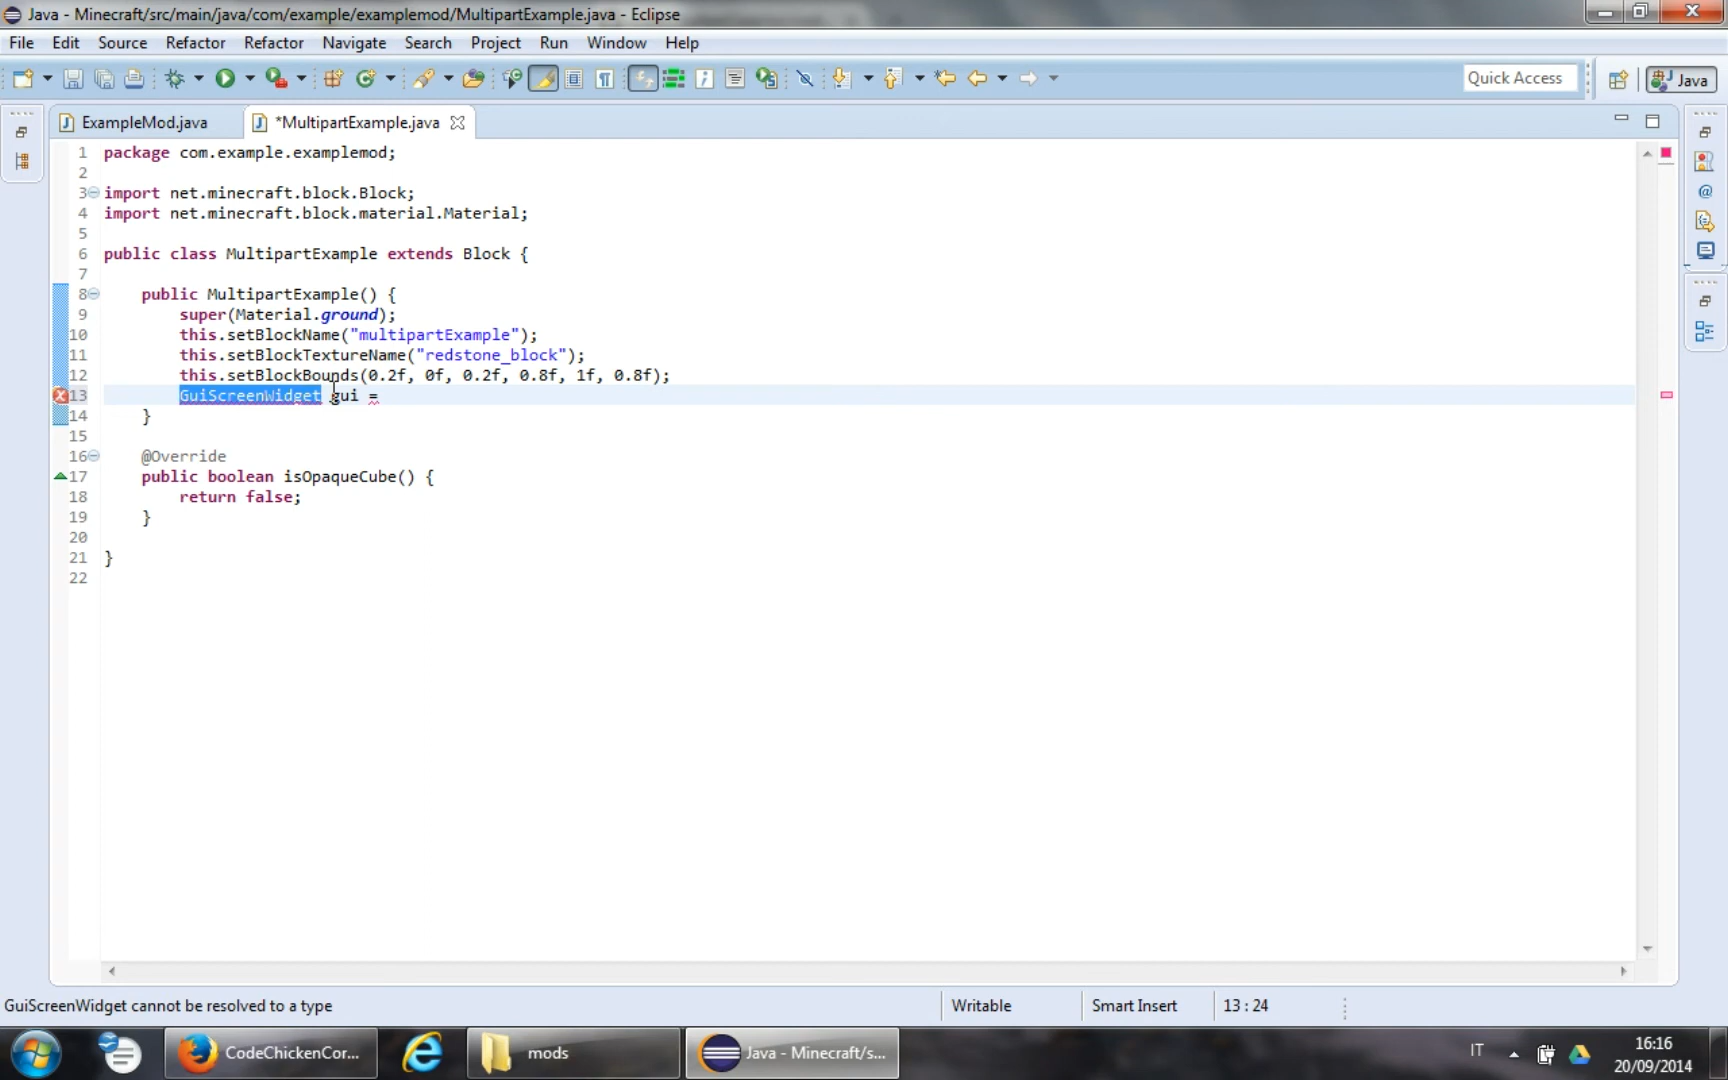 Java - Minecraft/src/main/java/com/example/examplemod/MultipartExample.java - Eclipse
File Edit Source Refactor Refactor Navigate Search Project Run Window Help
Quick Access Java
ExampleMod.java *MultipartExample.java
1 package com.example.examplemod;
2
3 import net.minecraft.block.Block;
4 import net.minecraft.block.material.Material;
5
6 public class MultipartExample extends Block {
7
8 public MultipartExample() {
9 super(Material.ground);
10 this.setBlockName("multipartExample");
11 this.setBlockTextureName("redstone_block");
12 this.setBlockBounds(0.2f, 0f, 0.2f, 0.8f, 1f, 0.8f);
13 GuiScreenWidget gui =
14 }
15
16 @Override
17 public boolean isOpaqueCube() {
18 return false;
19 }
20
21 }
22
GuiScreenWidget cannot be resolved to a type Writable Smart Insert 13 : 24
CodeChickenCor... mods Java - Minecraft/s... IT 16:16
20/09/2014